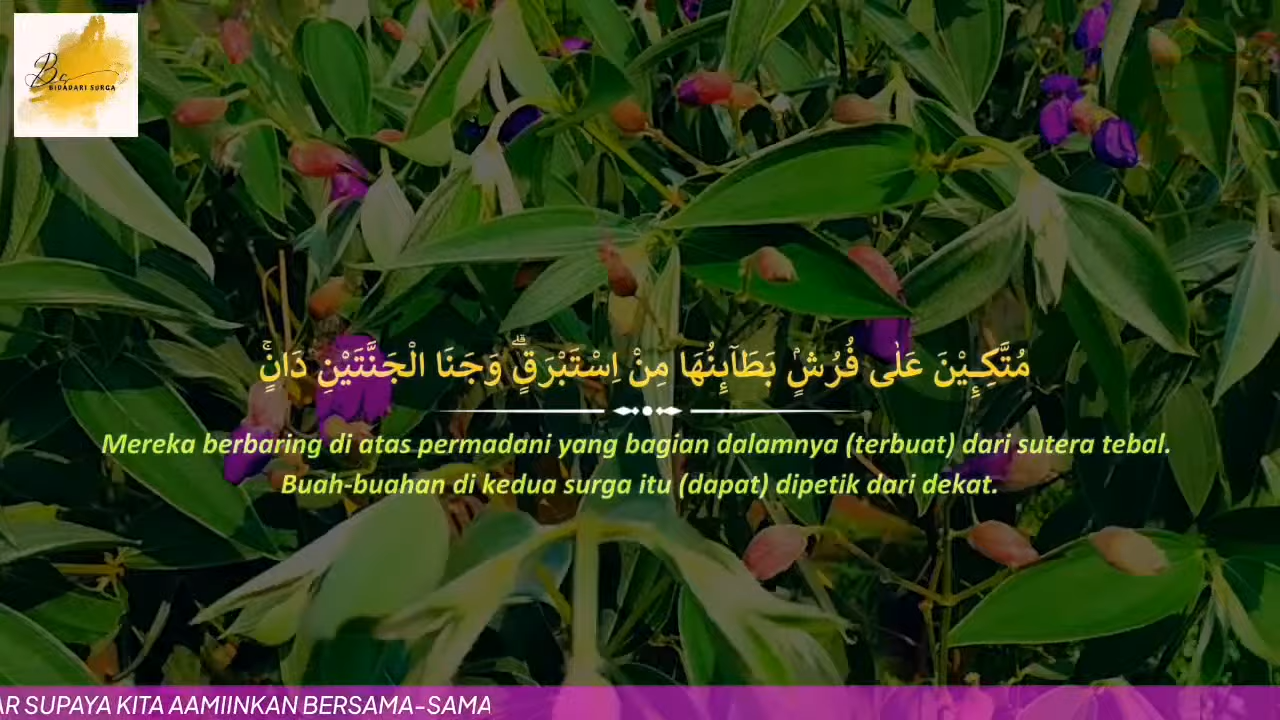 Bs
BIDADARI SURGA
مُتَّكِـِٕيْنَ عَلٰى فُرُشٍۢ بَطَاۤىِٕنُهَا مِنْ اِسْتَبْرَقٍۗ وَجَنَا الْجَنَّتَيْنِ دَانٍۚ
Mereka berbaring di atas permadani yang bagian dalamnya (terbuat) dari sutera tebal.
Buah-buahan di kedua surga itu (dapat) dipetik dari dekat.
AR SUPAYA KITA AAMIINKAN BERSAMA-SAMA